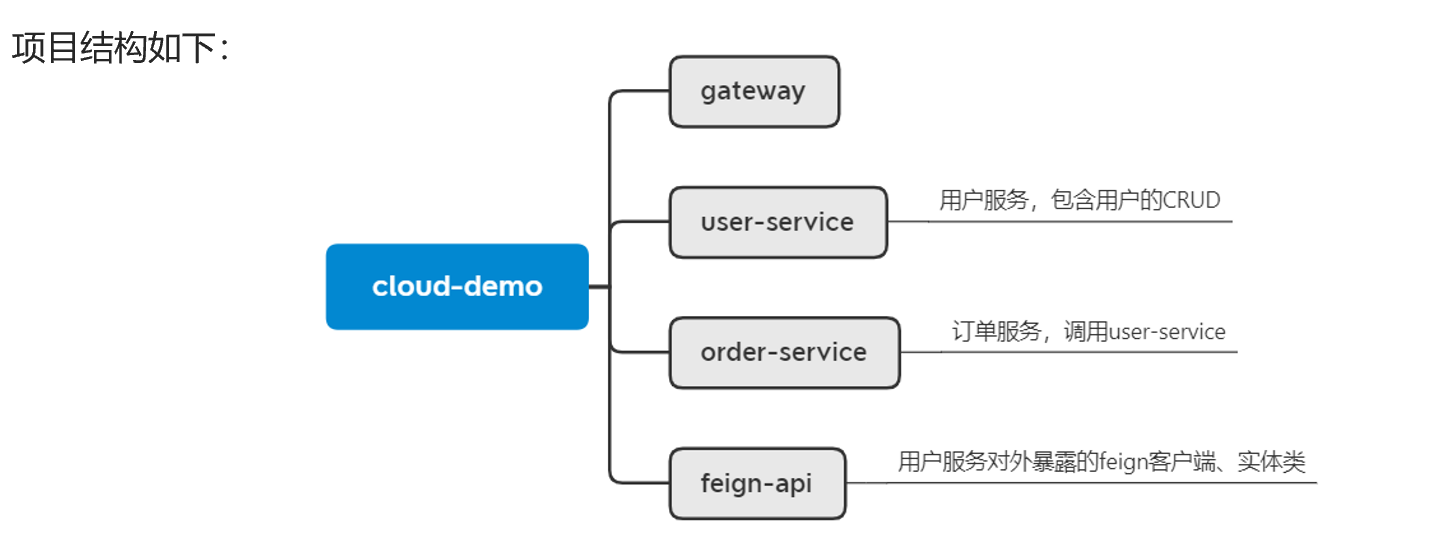 项目结构如下：
gateway
user-service
用户服务，包含用户的CRUD
cloud-demo
order-service
订单服务，调用user-service
feign-api
用户服务对外暴露的feign客户端、实体类